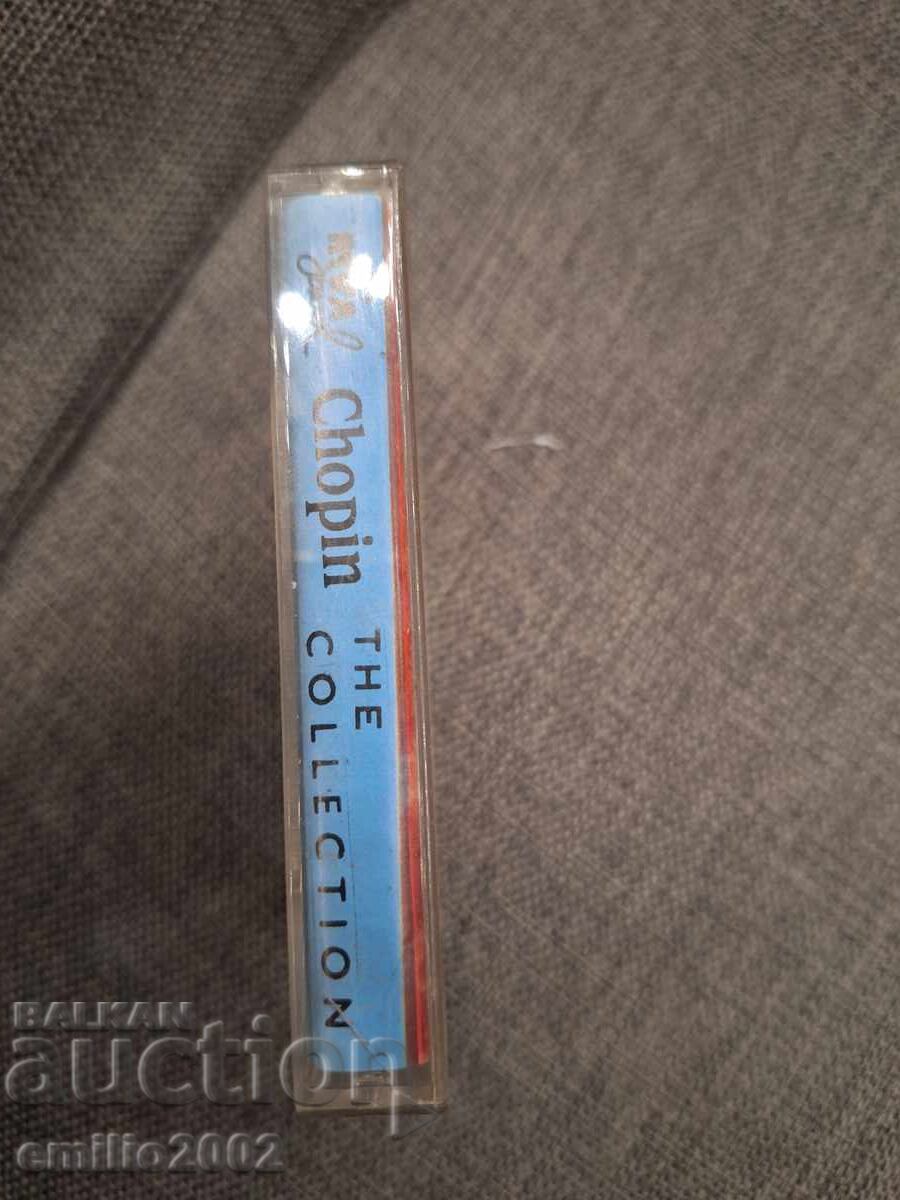 Chopin
THE
COLLECTION
BALKAN
auction
emilio2002